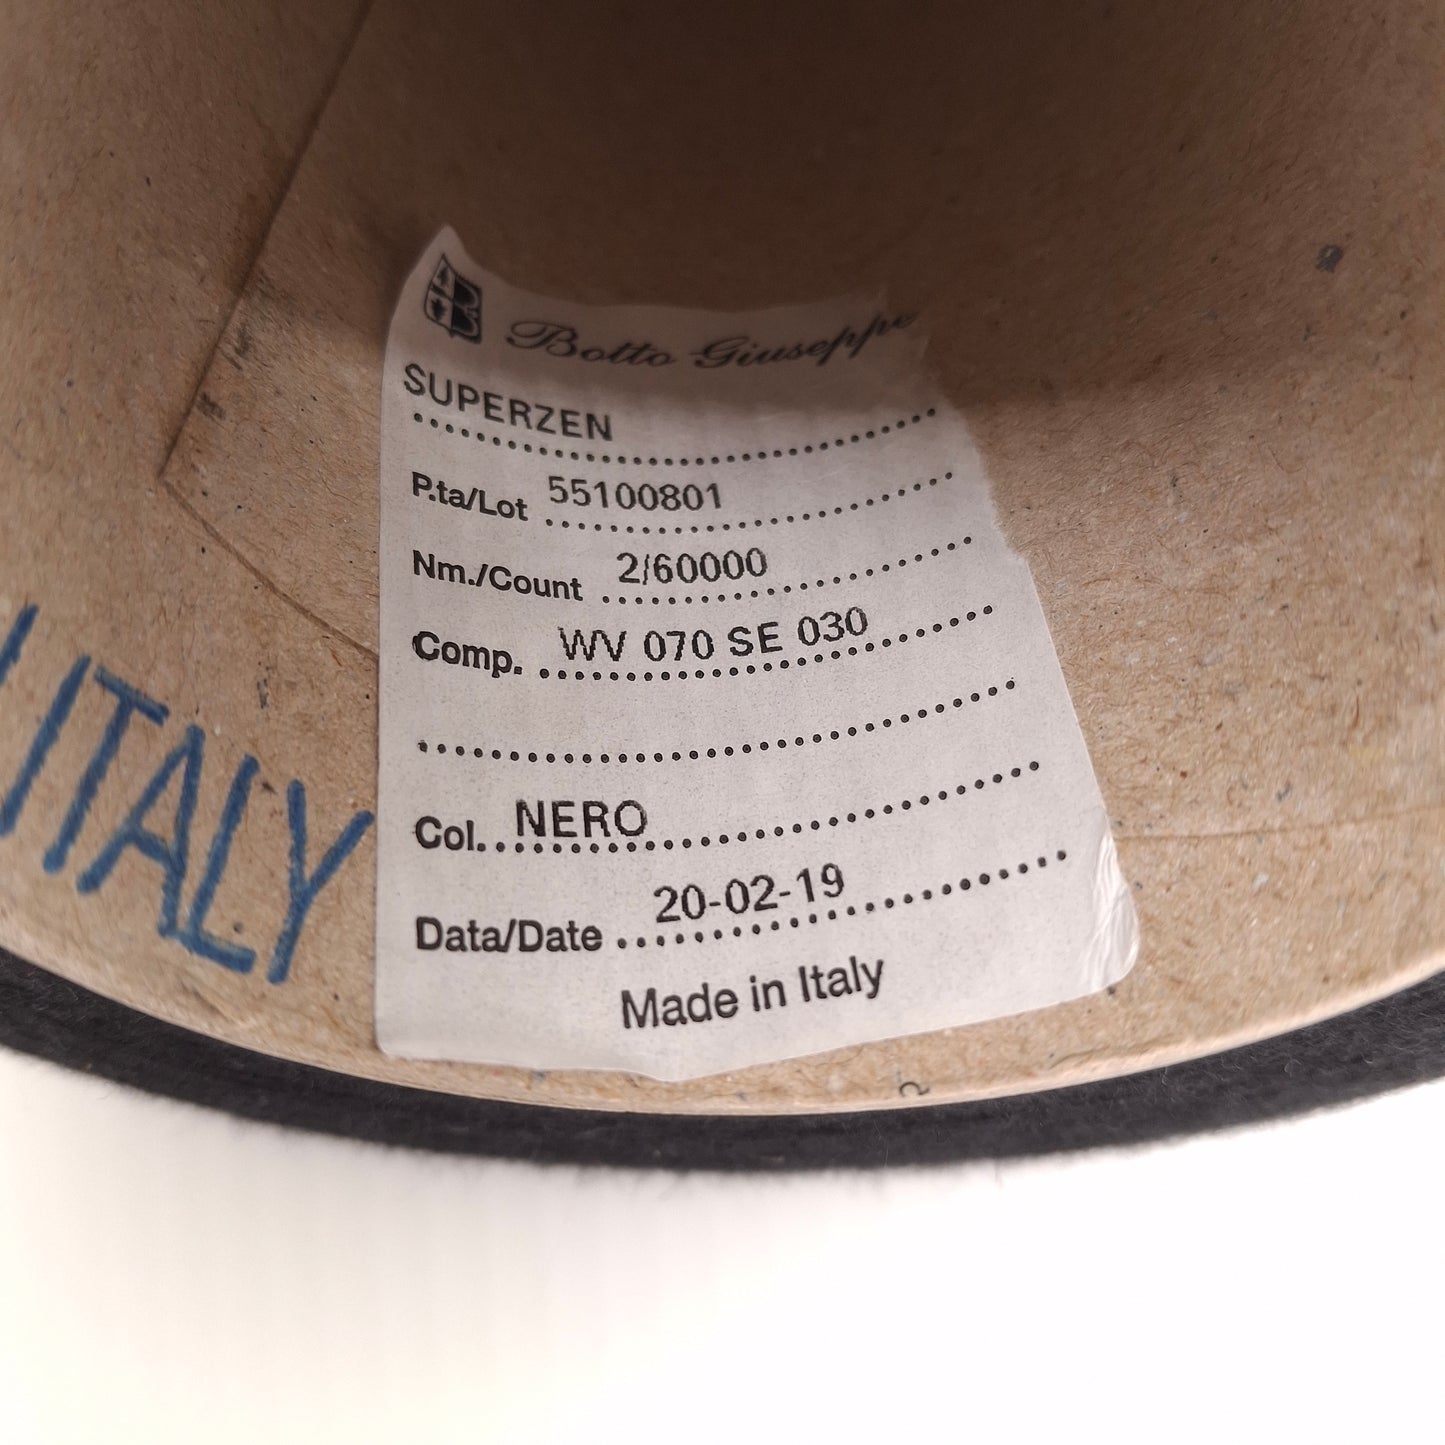 Botto Giuseppe
SUPERZEN
P.ta/Lot 55100801
Nm./Count 2/60000
Comp. WV 070 SE 030
Col. NERO
Data/Date 20-02-19
Made in Italy
ITALY